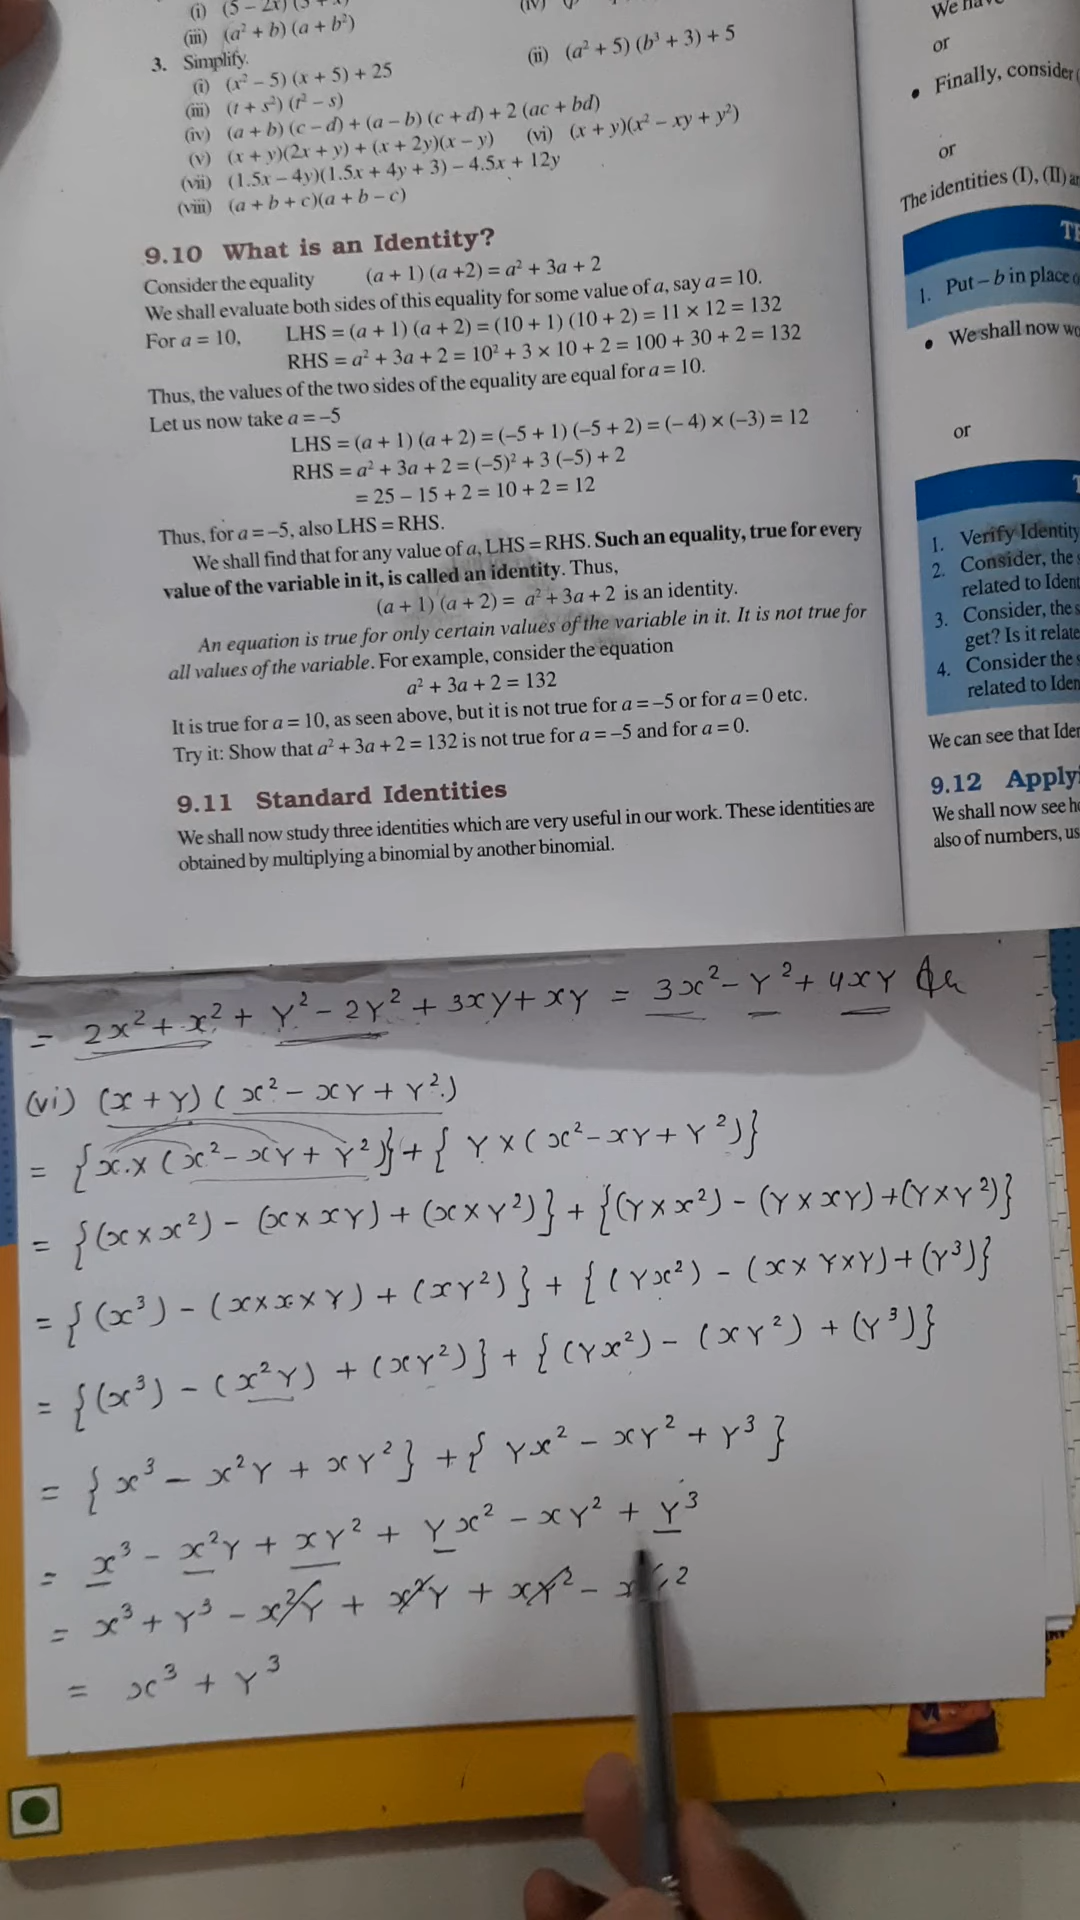 (i) (5 – 2x) (3 +
(iii) (a² + b) (a + b²)
(iv)
3. Simplify.
(i) (x² – 5) (x + 5) + 25
(ii) (a² + 5) (b³ + 3) + 5
(iii) (t + s²) (t² – s)
(iv) (a + b) (c – d) + (a – b) (c + d) + 2 (ac + bd)
(v) (x + y)(2x + y) + (x + 2y)(x – y) (vi) (x + y)(x² – xy + y²)
(vii) (1.5x – 4y)(1.5x + 4y + 3) – 4.5x + 12y
(viii) (a + b + c)(a + b – c)
9.10 What is an Identity?
Consider the equality (a + 1) (a +2) = a² + 3a + 2
We shall evaluate both sides of this equality for some value of a, say a = 10.
For a = 10, LHS = (a + 1) (a + 2) = (10 + 1) (10 + 2) = 11 × 12 = 132
RHS = a² + 3a + 2 = 10² + 3 × 10 + 2 = 100 + 30 + 2 = 132
Thus, the values of the two sides of the equality are equal for a = 10.
Let us now take a = –5
LHS = (a + 1) (a + 2) = (–5 + 1) (–5 + 2) = (– 4) × (–3) = 12
RHS = a² + 3a + 2 = (–5)² + 3 (–5) + 2
= 25 – 15 + 2 = 10 + 2 = 12
Thus, for a = –5, also LHS = RHS.
We shall find that for any value of a, LHS = RHS. Such an equality, true for every
value of the variable in it, is called an identity. Thus,
(a + 1) (a + 2) = a² + 3a + 2 is an identity.
An equation is true for only certain values of the variable in it. It is not true for
all values of the variable. For example, consider the equation
a² + 3a + 2 = 132
It is true for a = 10, as seen above, but it is not true for a = –5 or for a = 0 etc.
Try it: Show that a² + 3a + 2 = 132 is not true for a = –5 and for a = 0.
9.11 Standard Identities
We shall now study three identities which are very useful in our work. These identities are
obtained by multiplying a binomial by another binomial.
We have
or
• Finally, consider (
or
The identities (I), (II) a
1. Put – b in place
• We shall now wo
or
1. Verify Identity
2. Consider, the s
related to Ident
3. Consider, the s
get? Is it relate
4. Consider the s
related to Iden
We can see that Iden
9.12 Applyi
We shall now see h
also of numbers, us
= 2x² + x² + Y² – 2Y² + 3xY + xY = 3x² – Y² + 4xY
(vi) (x + Y) ( x² – xY + Y² )
= {x × ( x² – xY + Y² )} + { Y × ( x² – xY + Y² )}
= {(x × x²) – (x × xY) + (x × Y²)} + {(Y × x²) – (Y × xY) + (Y × Y²)}
= {(x³) – (x × x × Y) + (xY²)} + {(Yx²) – (x × Y × Y) + (Y³)}
= {(x³) – (x²Y) + (xY²)} + {(Yx²) – (xY²) + (Y³)}
= { x³ – x²Y + xY² } + { Yx² – xY² + Y³ }
= x³ – x²Y + xY² + Yx² – xY² + Y³
= x³ + Y³ – x²Y + x²Y + xY² – x ²
= x³ + Y³